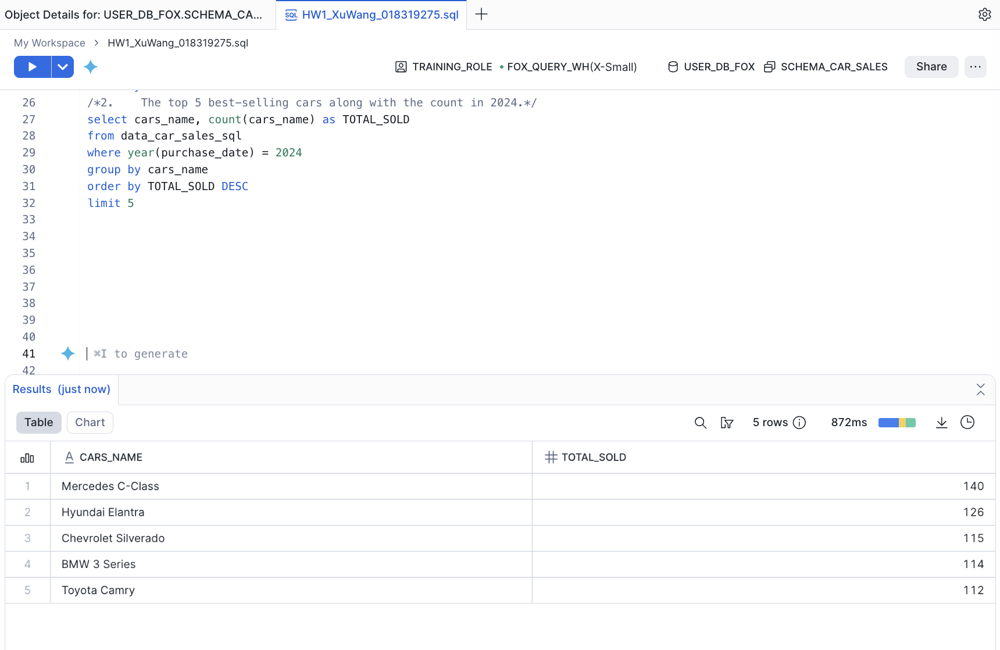 Object Details for: USER_DB_FOX.SCHEMA_CA...
SQL HW1_XuWang_018319275.sql
My Workspace > HW1_XuWang_018319275.sql
TRAINING_ROLE • FOX_QUERY_WH(X-Small) USER_DB_FOX SCHEMA_CAR_SALES Share ...
26 /*2. The top 5 best-selling cars along with the count in 2024.*/
27 select cars_name, count(cars_name) as TOTAL_SOLD
28 from data_car_sales_sql
29 where year(purchase_date) = 2024
30 group by cars_name
31 order by TOTAL_SOLD DESC
32 limit 5
33
34
35
36
37
38
39
40
41 ⌘I to generate
42
Results (just now)
Table Chart 5 rows 872ms
A CARS_NAME # TOTAL_SOLD
1 Mercedes C-Class 140
2 Hyundai Elantra 126
3 Chevrolet Silverado 115
4 BMW 3 Series 114
5 Toyota Camry 112